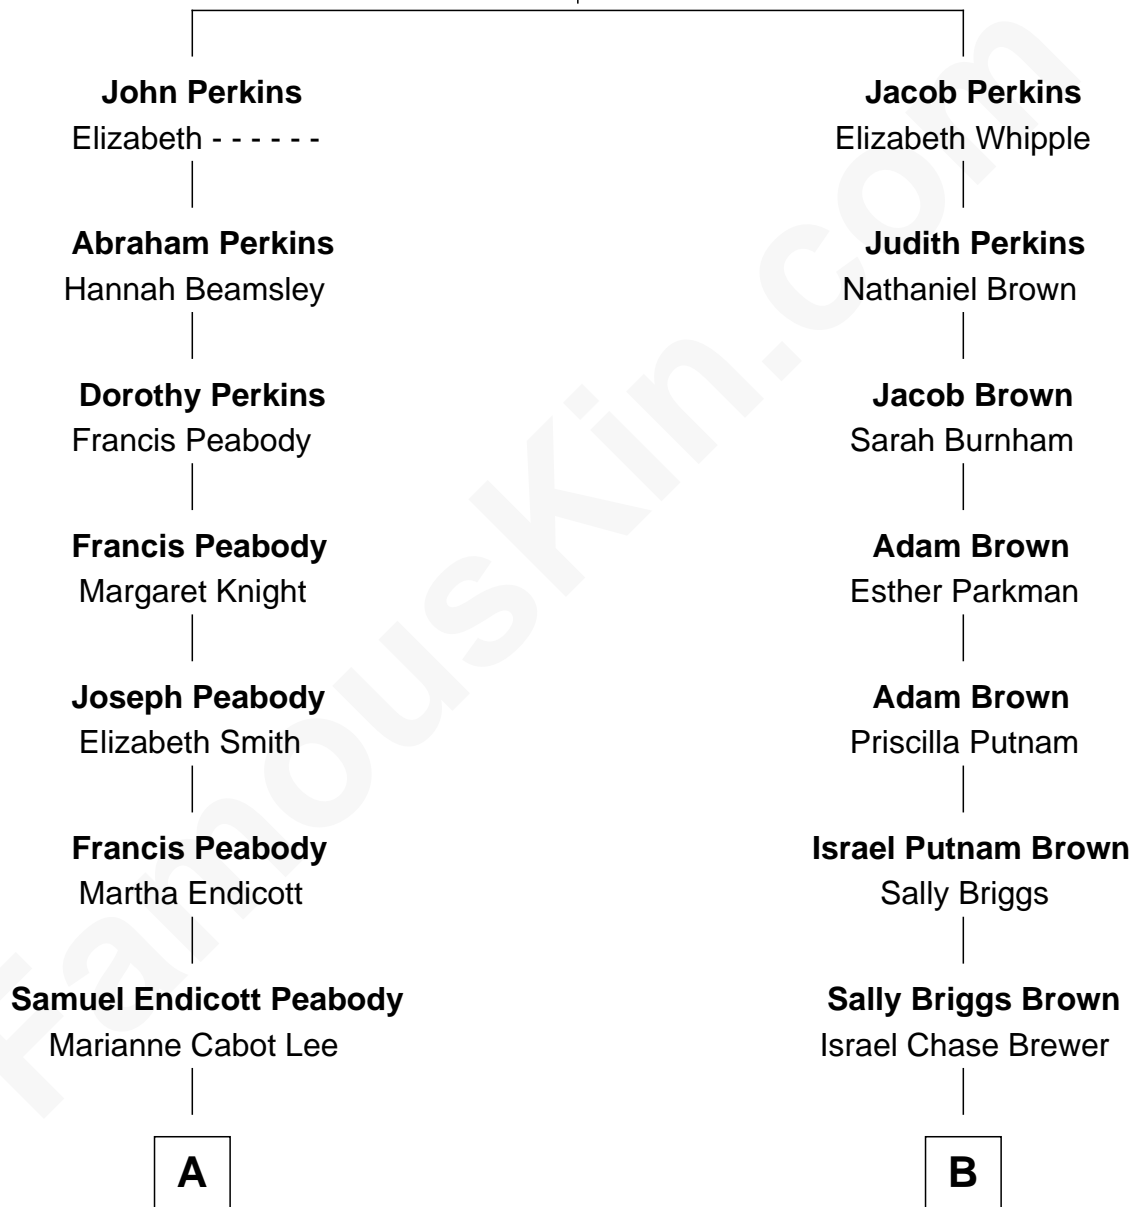 John Perkins
Elizabeth - - - - - -
Abraham Perkins
Hannah Beamsley
Dorothy Perkins
Francis Peabody
Francis Peabody
Margaret Knight
Joseph Peabody
Elizabeth Smith
Francis Peabody
Martha Endicott
Samuel Endicott Peabody
Marianne Cabot Lee
A
Jacob Perkins
Elizabeth Whipple
Judith Perkins
Nathaniel Brown
Jacob Brown
Sarah Burnham
Adam Brown
Esther Parkman
Adam Brown
Priscilla Putnam
Israel Putnam Brown
Sally Briggs
Sally Briggs Brown
Israel Chase Brewer
B
FamousKin.com